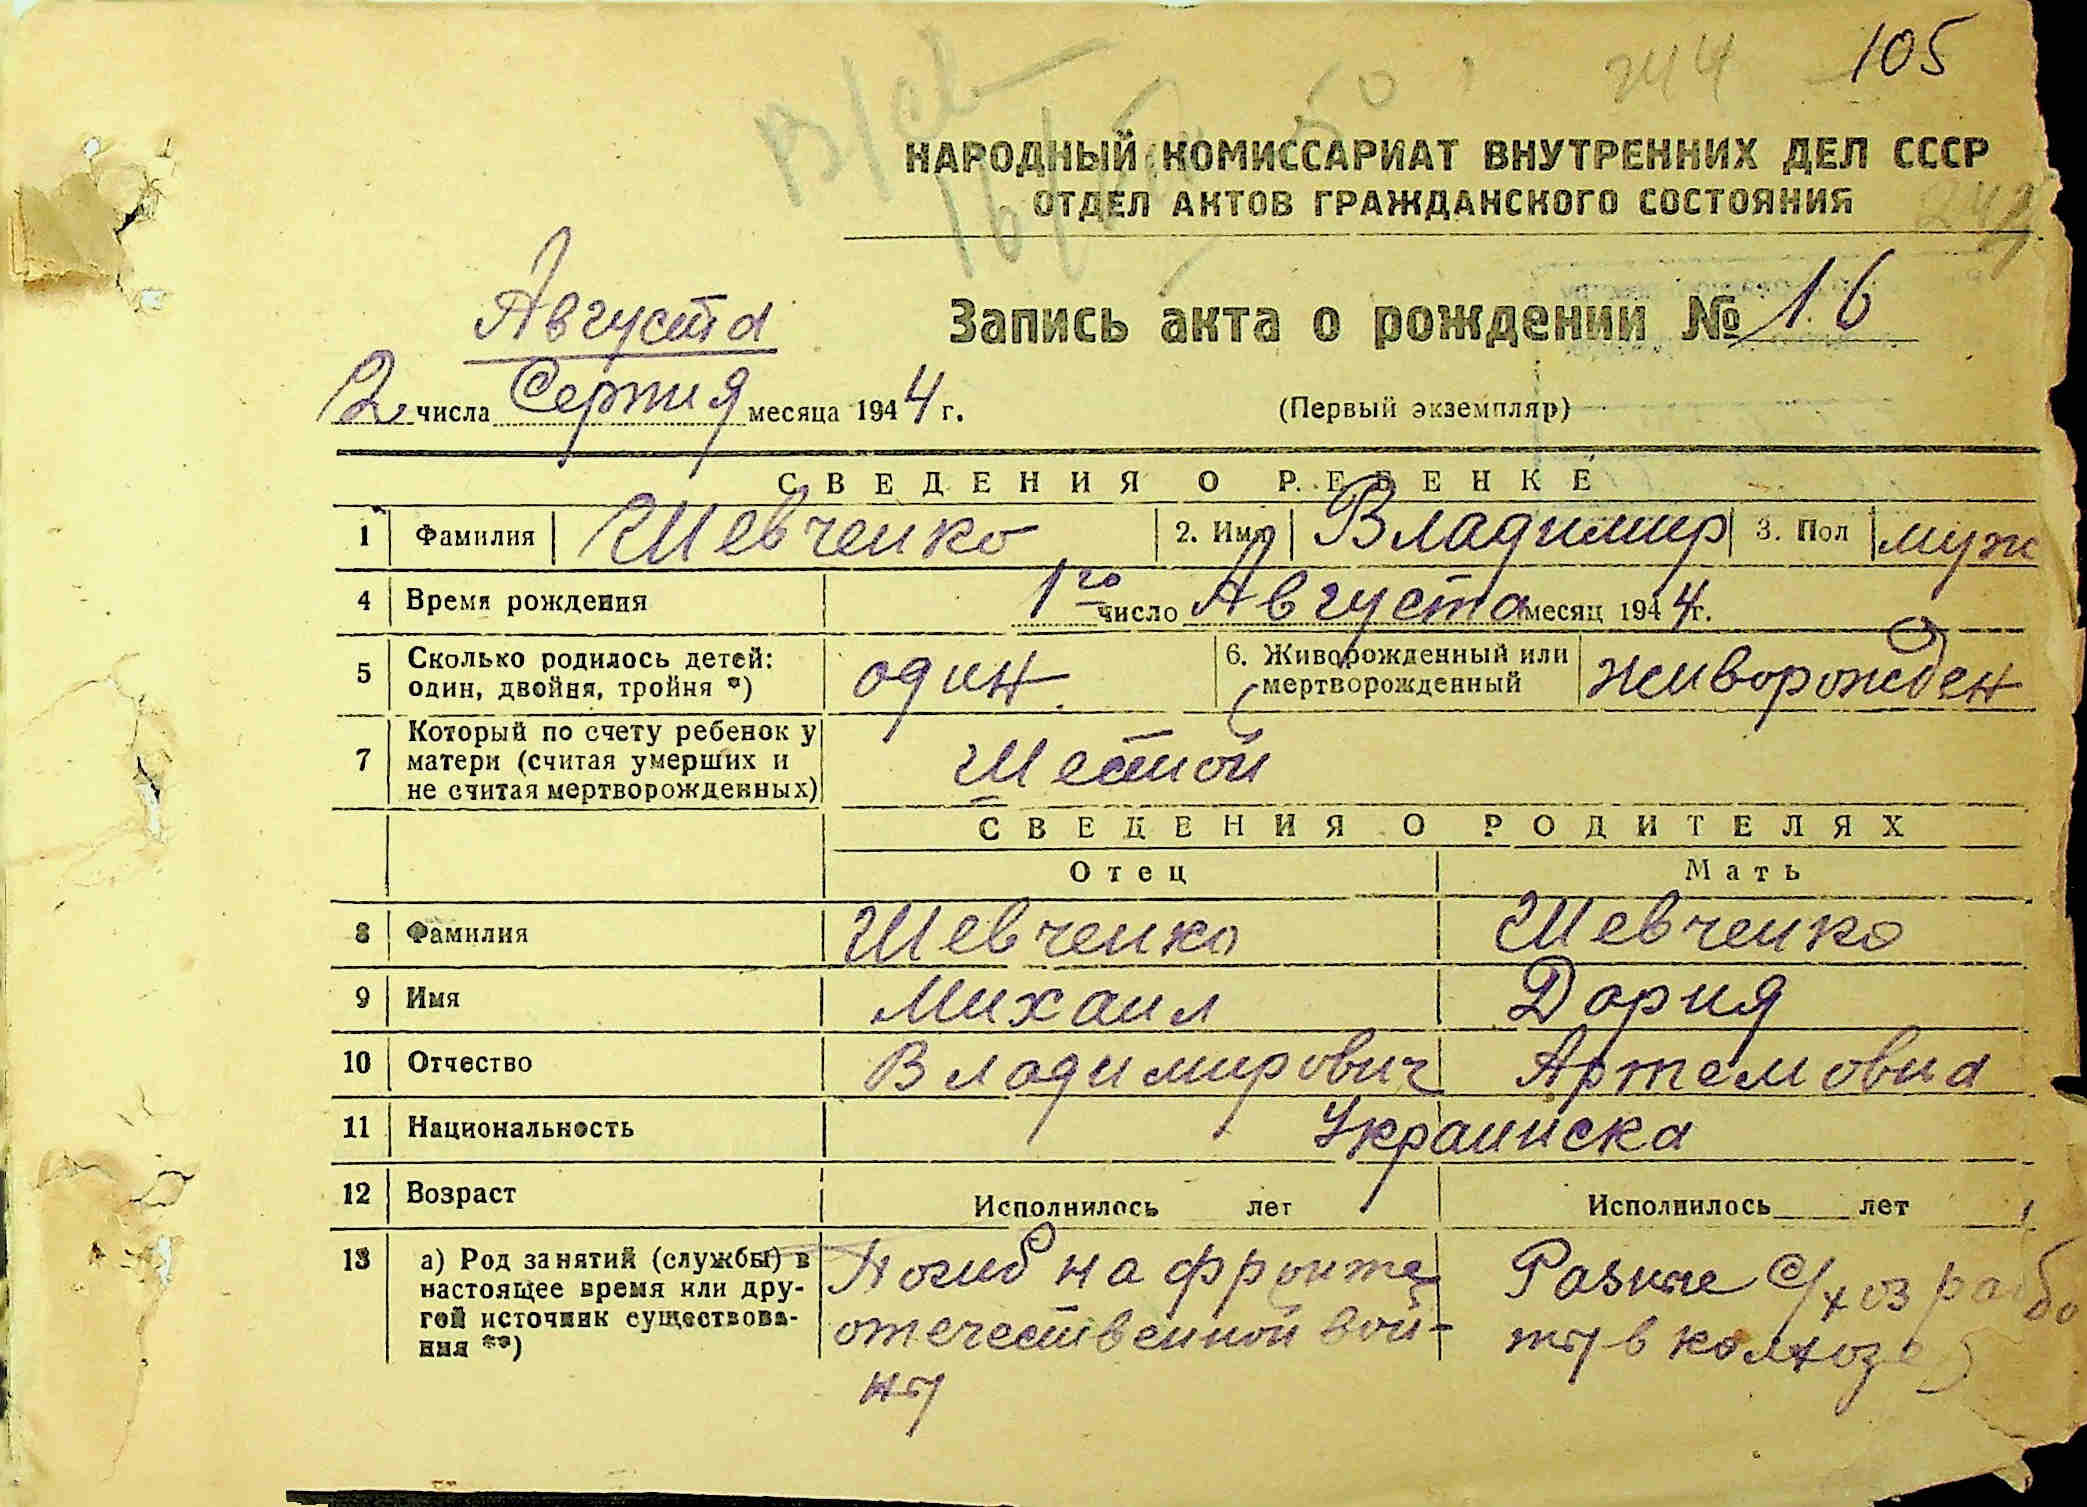 105
НАРОДНЫЙ КОМИССАРИАТ ВНУТРЕННИХ ДЕЛ СССР
ОТДЕЛ АКТОВ ГРАЖДАНСКОГО СОСТОЯНИЯ
Августа
Запись акта о рождении № 16
2 числа Серпня месяца 1944 г. (Первый экземпляр)
СВЕДЕНИЯ О РЕБЕНКЕ
1 Фамилия Шевченко 2. Имя Владимир 3. Пол муж
4 Время рождения 1го число Августа месяц 1944 г.
5 Сколько родилось детей: один, двойня, тройня *) один. 6. Живорожденный или мертворожденный живорожден
7 Который по счету ребенок у матери (считая умерших и не считая мертворожденных) Шестой
СВЕДЕНИЯ О РОДИТЕЛЯХ
Отец Мать
8 Фамилия Шевченко Шевченко
9 Имя Михаил Дория
10 Отчество Владимирович Артемовна
11 Национальность Украинска
12 Возраст Исполнилось лет Исполнилось лет
13 а) Род занятий (службы) в настоящее время или другой источник существования **) Погиб на фронте отечественной войны Разные с/хоз работы в колхозе